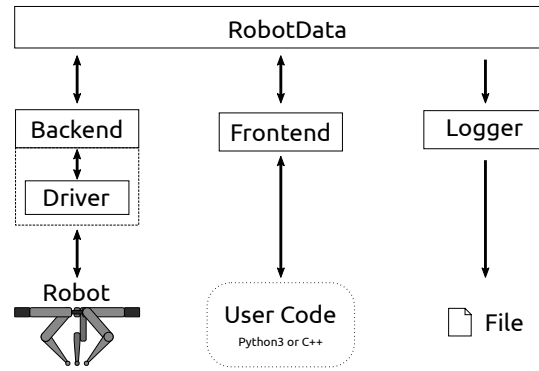 RobotData
Backend
Frontend
Logger
Driver
Robot
User Code
Python3 or C++
File